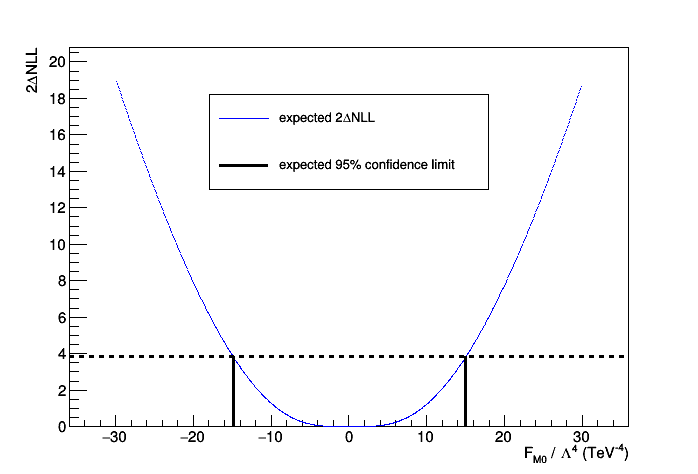 2ΔNLL
20
18
16
14
12
10
8
6
4
2
0
expected 2ΔNLL
expected 95% confidence limit
−30 −20 −10 0 10 20 30
F_M0 / Λ^4 (TeV^-4)